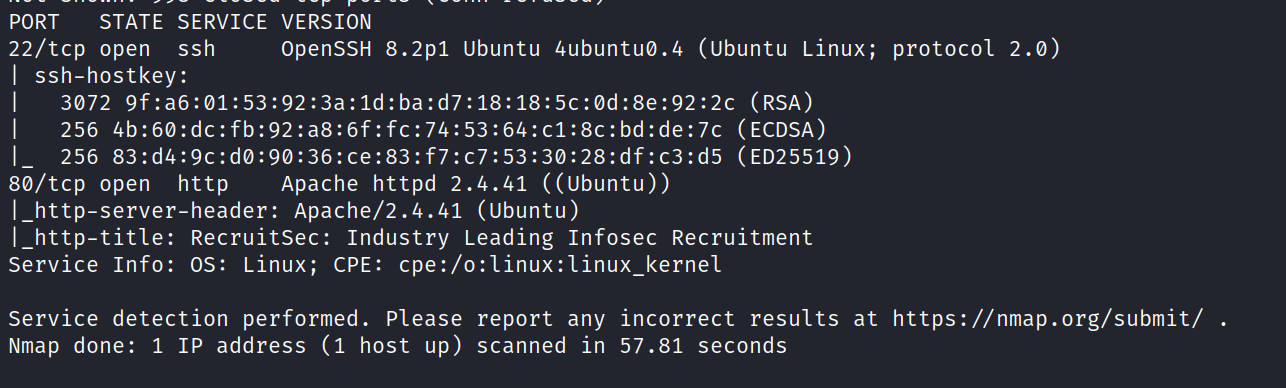 PORT   STATE SERVICE VERSION
22/tcp open  ssh     OpenSSH 8.2p1 Ubuntu 4ubuntu0.4 (Ubuntu Linux; protocol 2.0)
| ssh-hostkey:
|   3072 9f:a6:01:53:92:3a:1d:ba:d7:18:18:5c:0d:8e:92:2c (RSA)
|   256 4b:60:dc:fb:92:a8:6f:fc:74:53:64:c1:8c:bd:de:7c (ECDSA)
|_  256 83:d4:9c:d0:90:36:ce:83:f7:c7:53:30:28:df:c3:d5 (ED25519)
80/tcp open  http    Apache httpd 2.4.41 ((Ubuntu))
|_http-server-header: Apache/2.4.41 (Ubuntu)
|_http-title: RecruitSec: Industry Leading Infosec Recruitment
Service Info: OS: Linux; CPE: cpe:/o:linux:linux_kernel

Service detection performed. Please report any incorrect results at https://nmap.org/submit/ .
Nmap done: 1 IP address (1 host up) scanned in 57.81 seconds